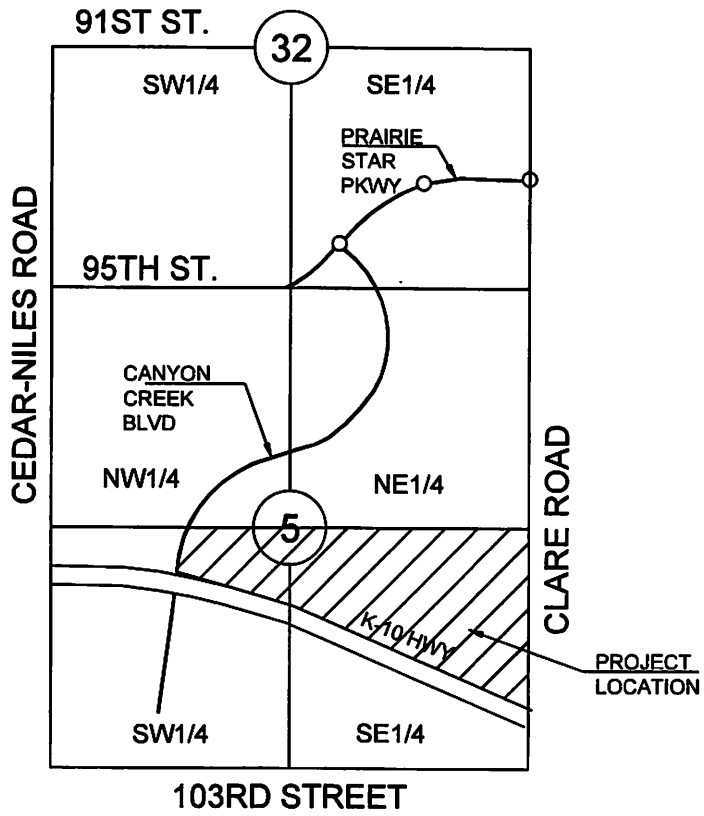 91ST ST.
32
SW1/4
SE1/4
PRAIRIE
STAR
PKWY
CEDAR-NILES ROAD
95TH ST.
CANYON
CREEK
BLVD
NW1/4
NE1/4
5
CLARE ROAD
K-10 HWY
PROJECT
LOCATION
SW1/4
SE1/4
103RD STREET